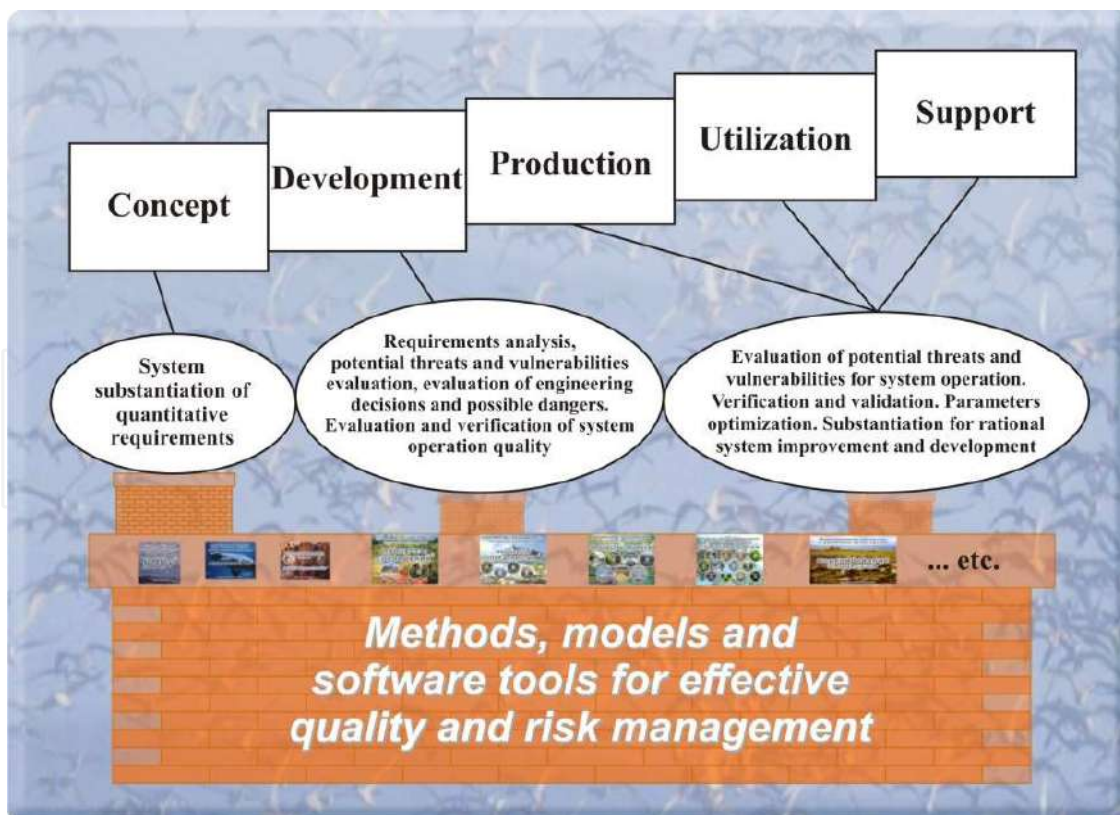 Concept
Development
Production
Utilization
Support
System
substantiation of
quantitative
requirements
Requirements analysis,
potential threats and vulnerabilities
evaluation, evaluation of engineering
decisions and possible dangers.
Evaluation and verification of system
operation quality
Evaluation of potential threats and
vulnerabilities for system operation.
Verification and validation. Parameters
optimization. Substantiation for rational
system improvement and development
... etc.
Methods, models and
software tools for effective
quality and risk management